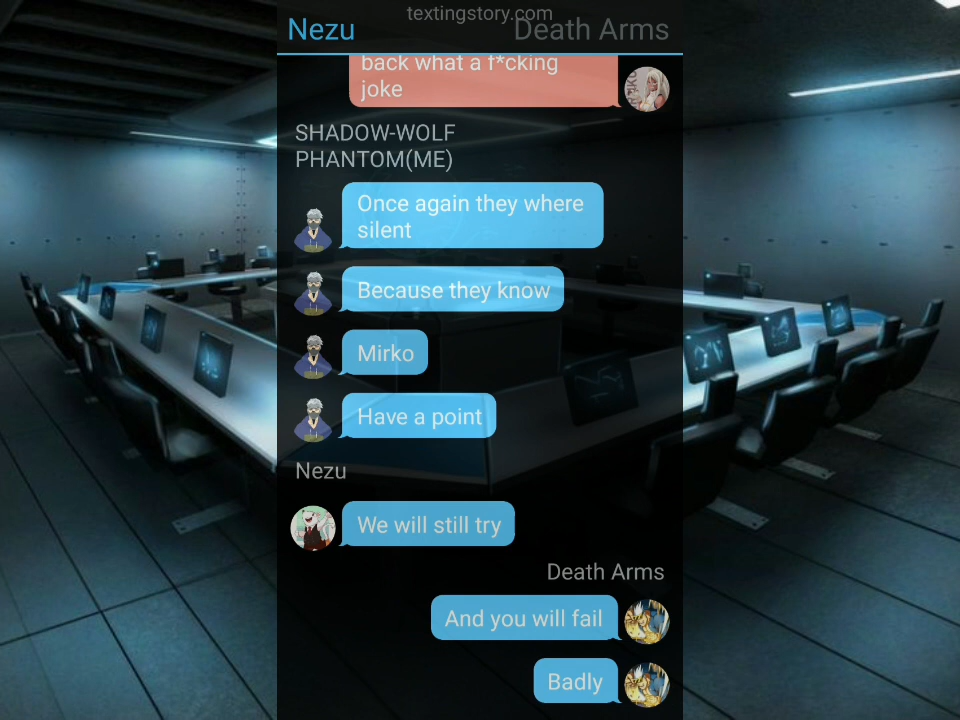 textingstory.com
Nezu
Death Arms
back what a f*cking
joke
SHADOW-WOLF
PHANTOM(ME)
Once again they where
silent
Because they know
Mirko
Have a point
Nezu
We will still try
Death Arms
And you will fail
Badly